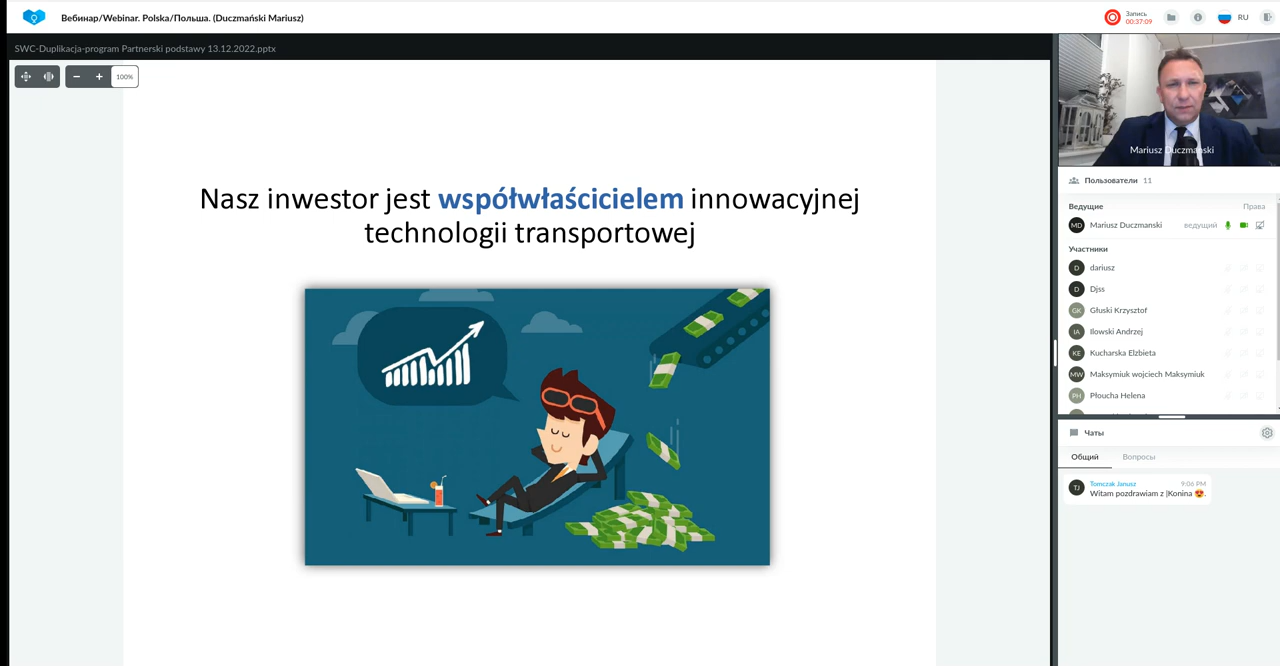 Вебинар/Webinar. Polska/Польша. (Duczmański Mariusz)
Запись
00:37:09
RU
SWC-Duplikacja-program Partnerski podstawy 13.12.2022.pptx
100%
Nasz inwestor jest współwłaścicielem innowacyjnej
technologii transportowej
Mariusz Duczmanski
Пользователи 11
Ведущие Права
MD Mariusz Duczmanski ведущий
Участники
D dariusz
D Djss
GK Głuski Krzysztof
IA Ilowski Andrzej
KE Kucharska Elzbieta
MW Maksymiuk wojciech Maksymiuk
PH Płoucha Helena
Чаты
Общий Вопросы
TJ Tomczak Janusz 9:06 PM
Witam pozdrawiam z |Konina 😍.